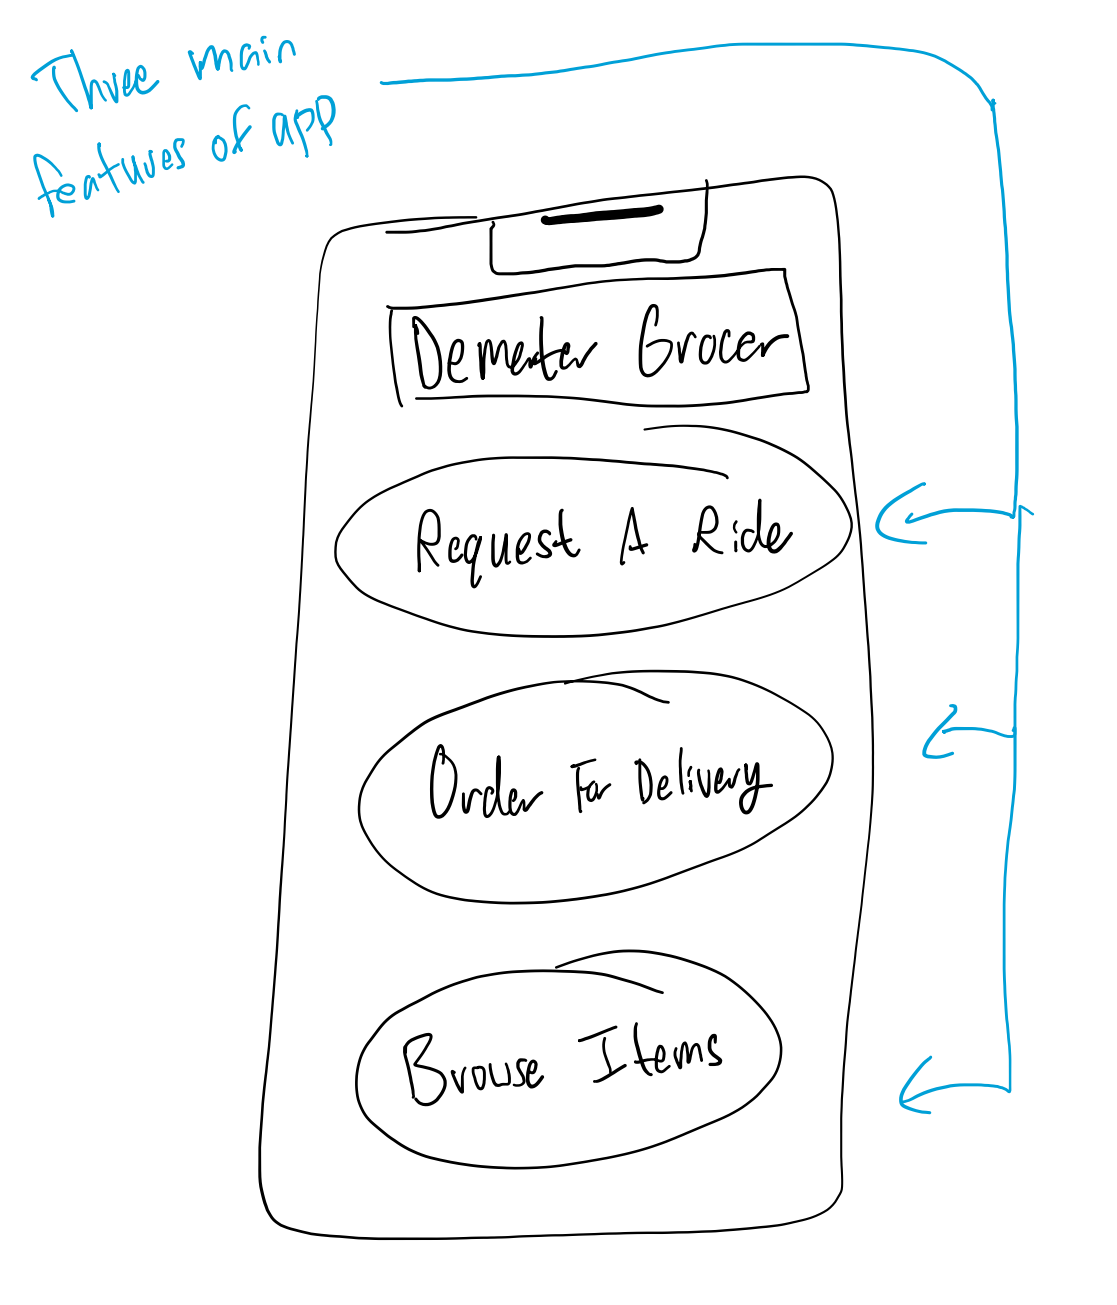 Three main
features of app
Demeter Grocer
Request A Ride
Order For Delivery
Browse Items